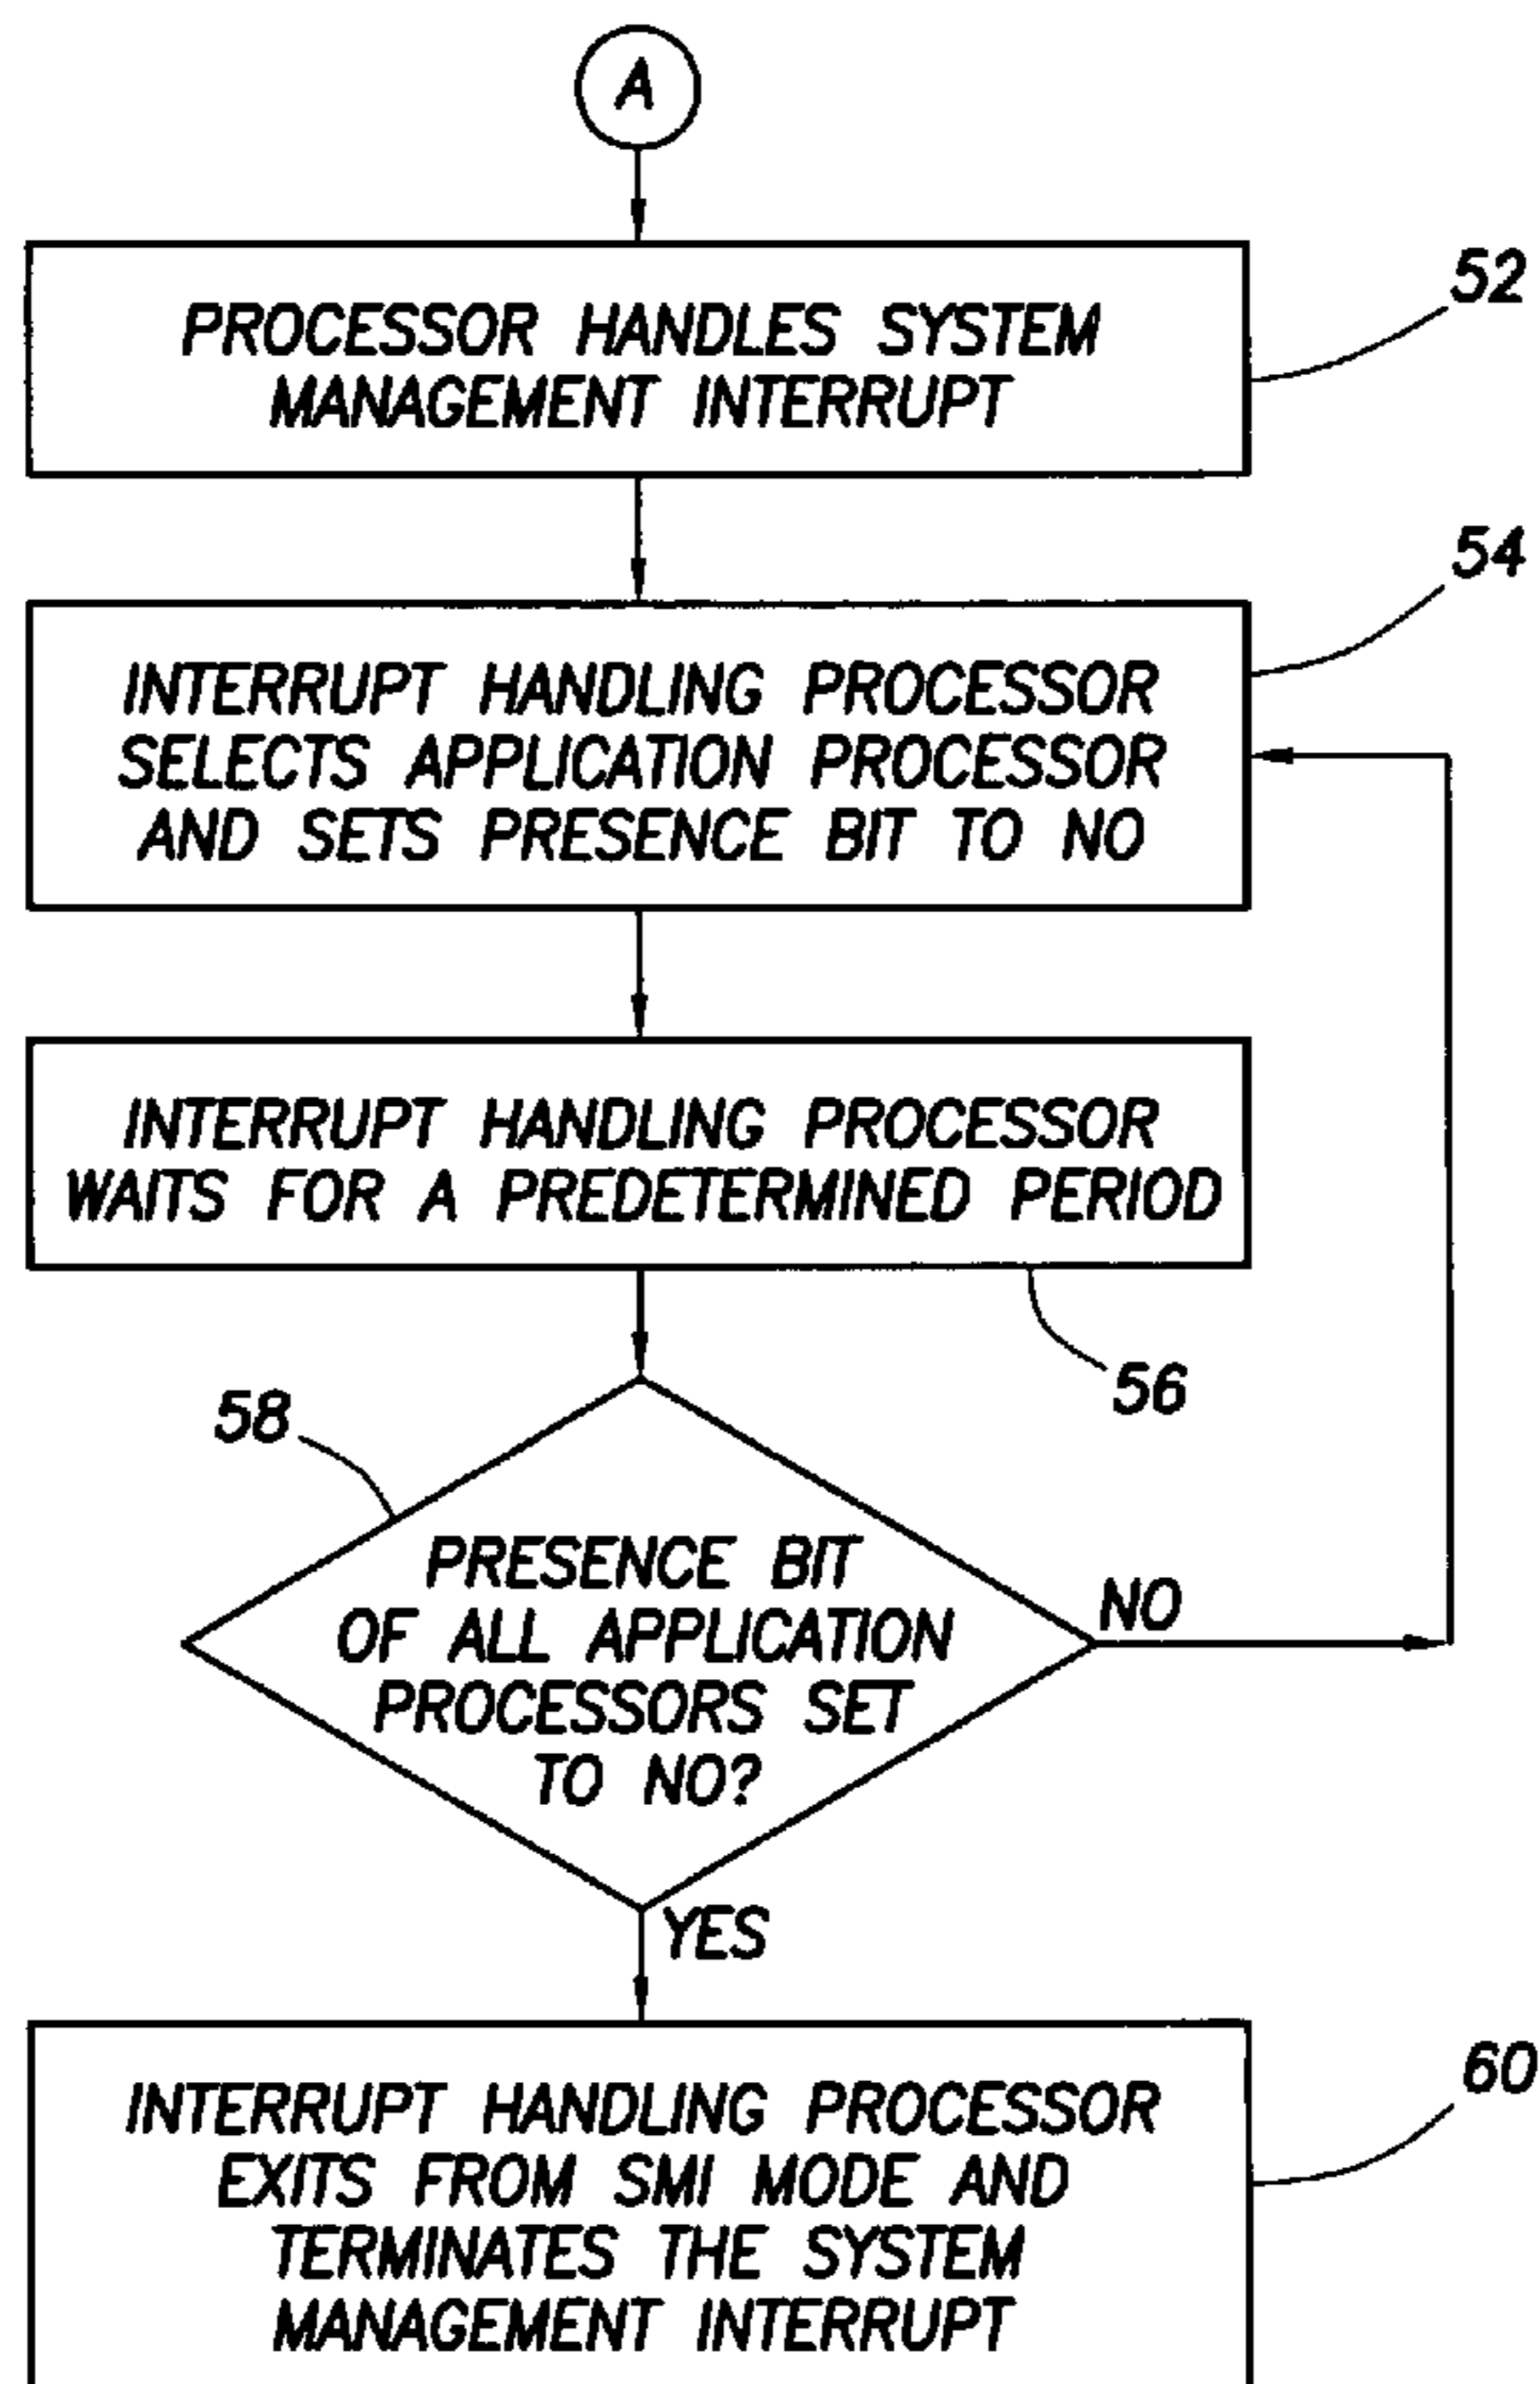 A
PROCESSOR HANDLES SYSTEM
MANAGEMENT INTERRUPT
52
INTERRUPT HANDLING PROCESSOR
SELECTS APPLICATION PROCESSOR
AND SETS PRESENCE BIT TO NO
54
INTERRUPT HANDLING PROCESSOR
WAITS FOR A PREDETERMINED PERIOD
56
58
PRESENCE BIT
OF ALL APPLICATION
PROCESSORS SET
TO NO?
NO
YES
INTERRUPT HANDLING PROCESSOR
EXITS FROM SMI MODE AND
TERMINATES THE SYSTEM
MANAGEMENT INTERRUPT
60